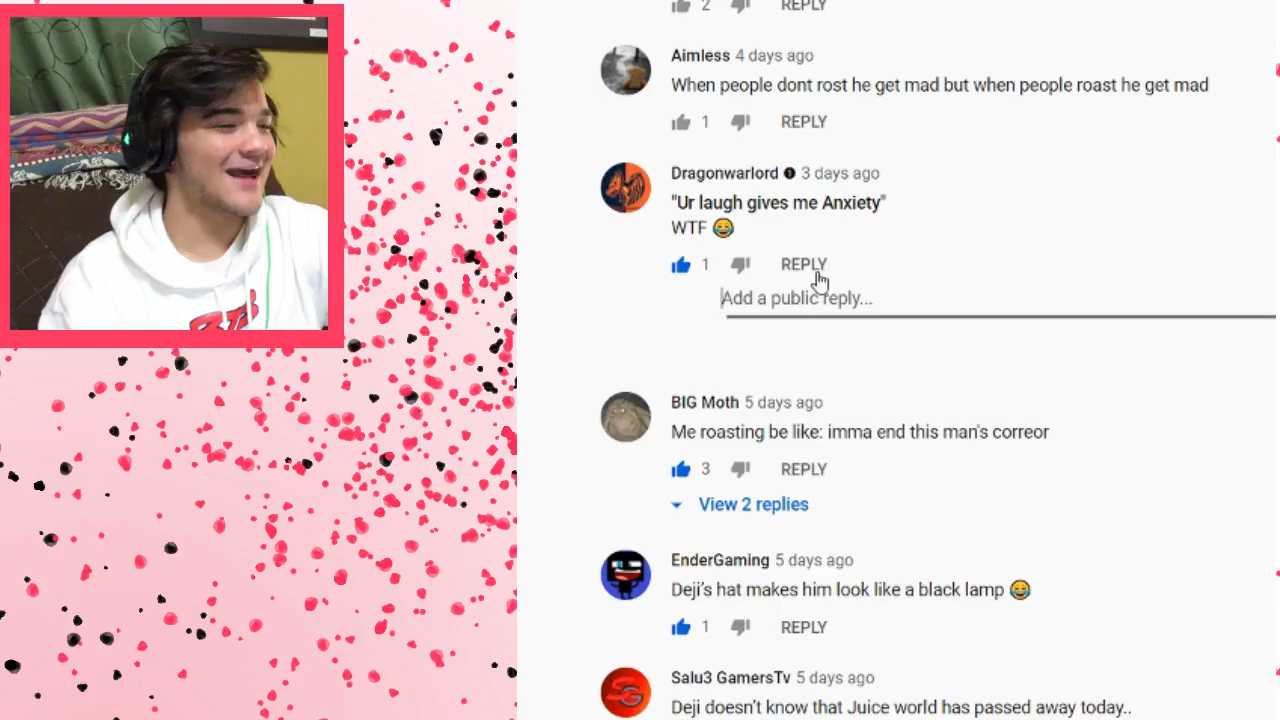 2 REPLY
Aimless 4 days ago
When people dont rost he get mad but when people roast he get mad
1 REPLY
Dragonwarlord 3 days ago
"Ur laugh gives me Anxiety"
WTF 😂
1 REPLY
Add a public reply...
BIG Moth 5 days ago
Me roasting be like: imma end this man's correor
3 REPLY
View 2 replies
EnderGaming 5 days ago
Deji's hat makes him look like a black lamp 😂
1 REPLY
Salu3 GamersTv 5 days ago
Deji doesn't know that Juice world has passed away today..